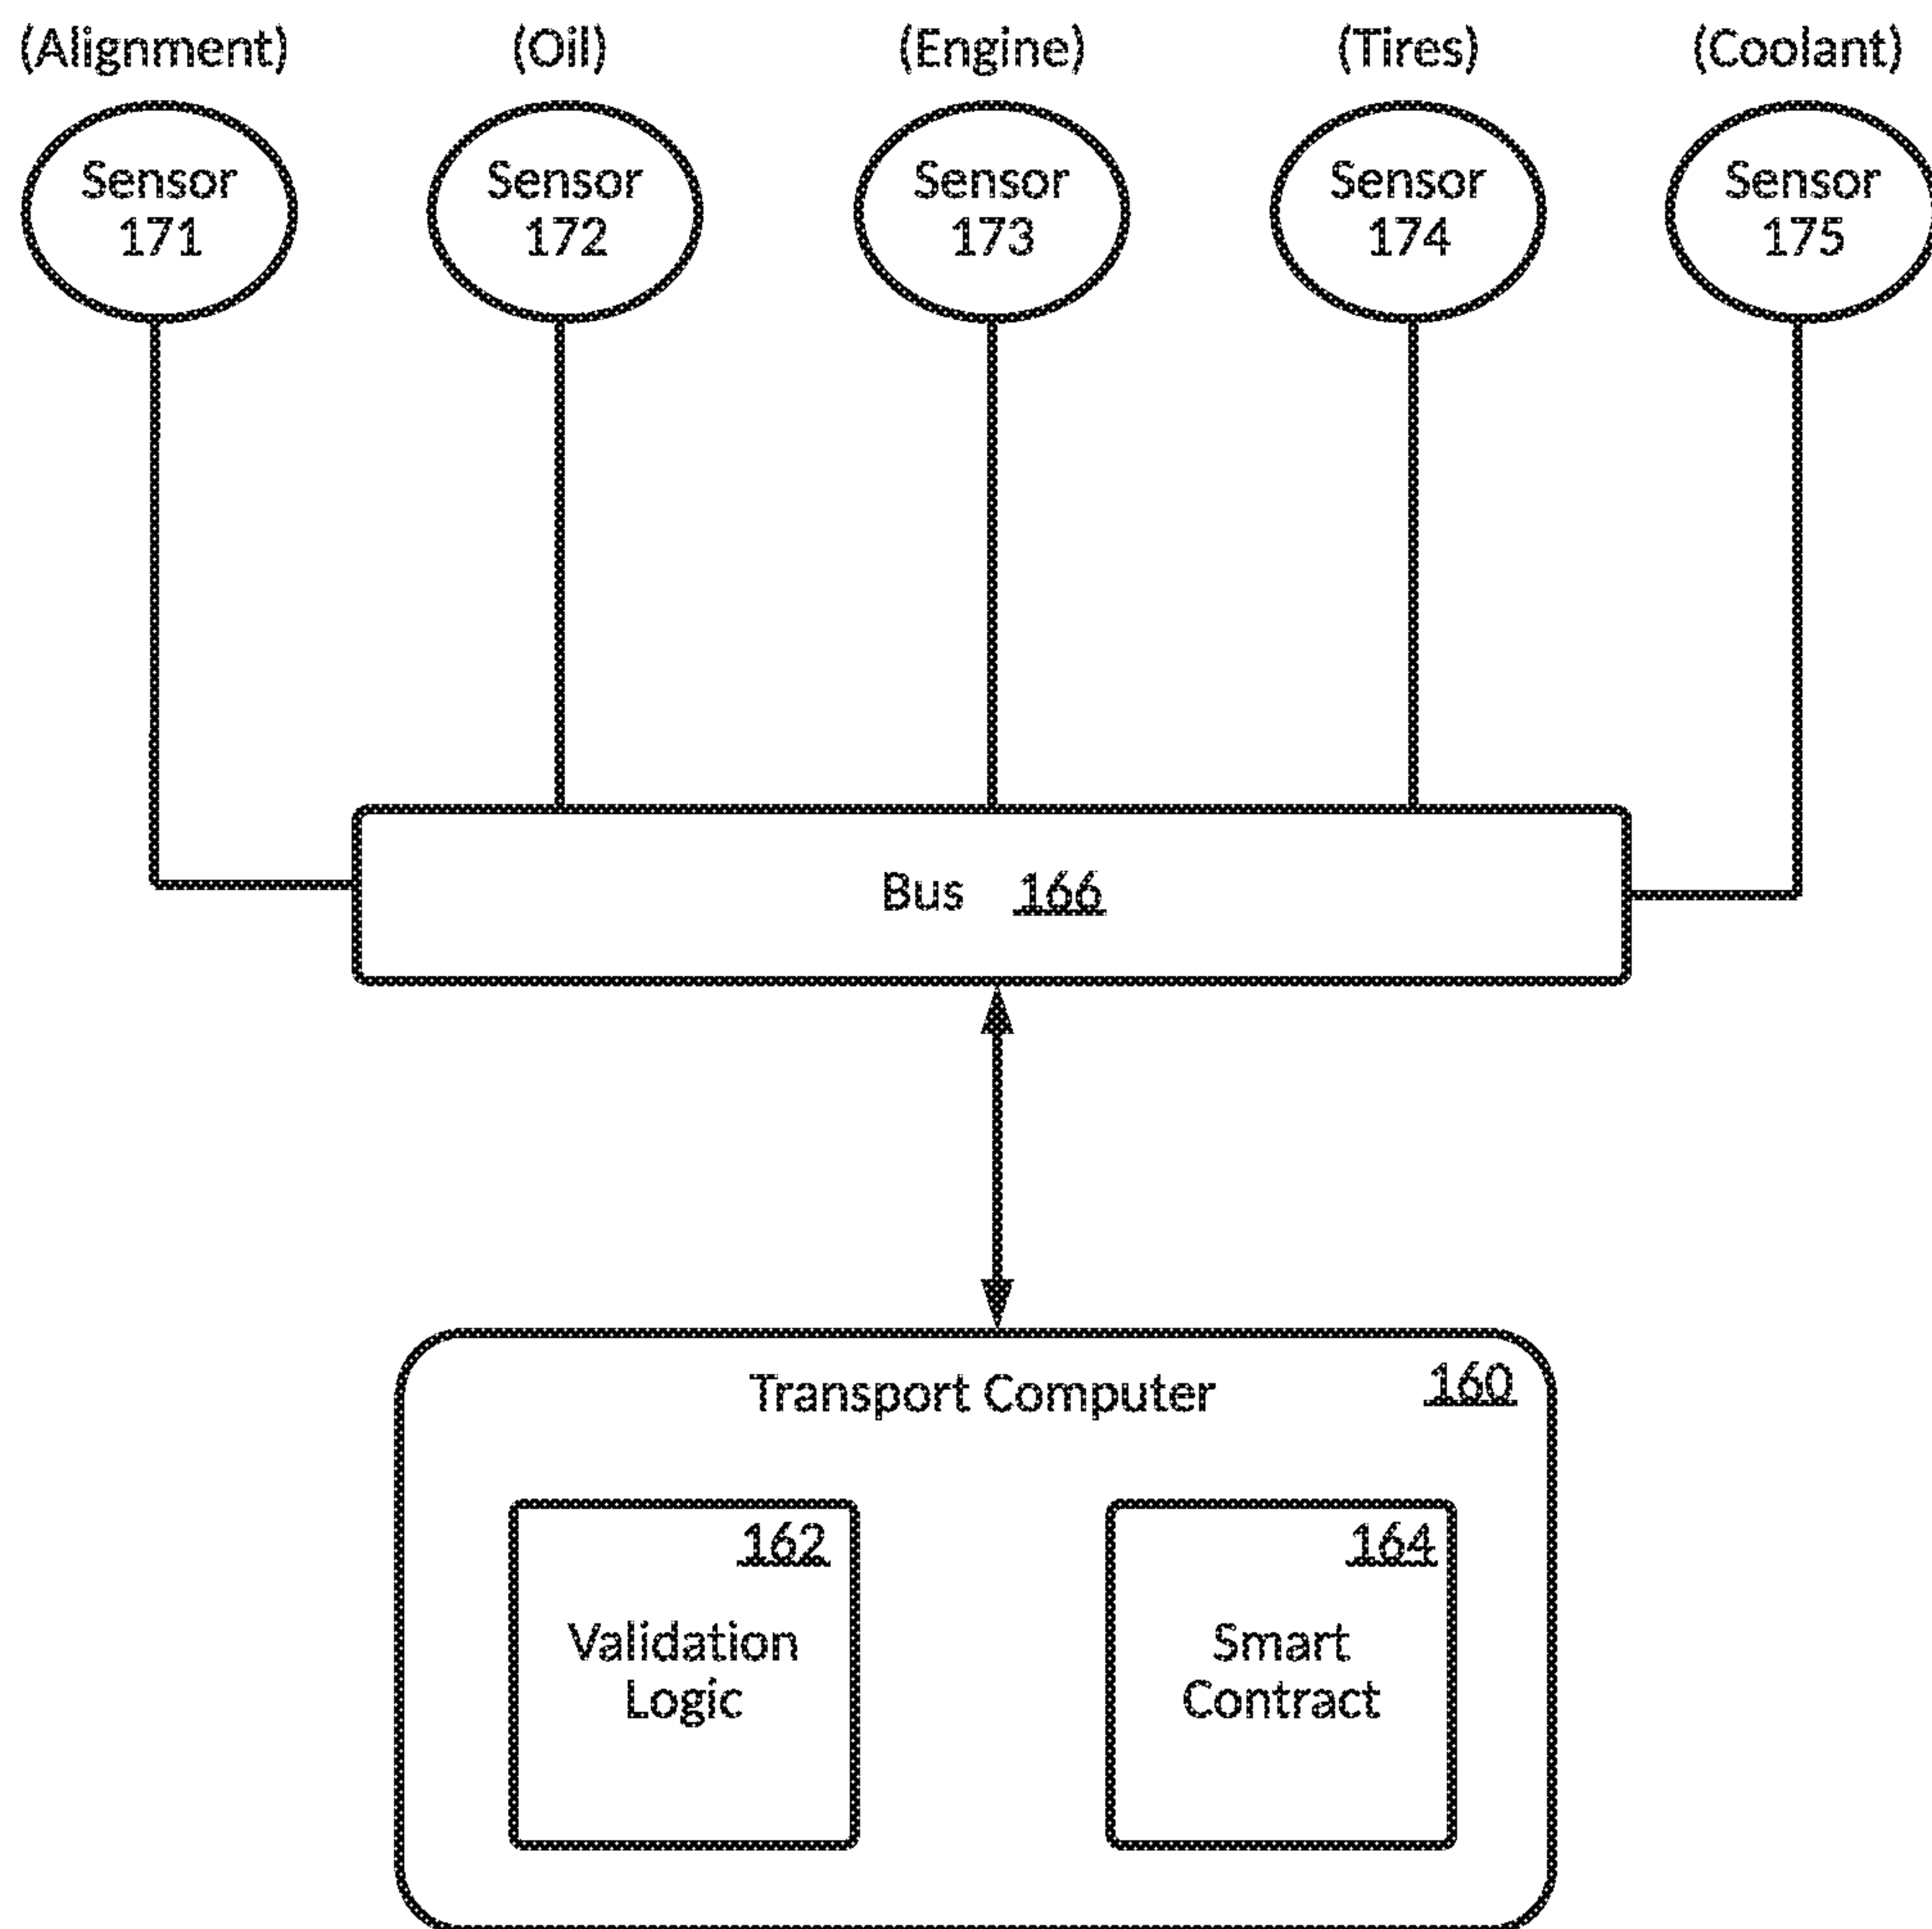 (Alignment) (Oil) (Engine) (Tires) (Coolant)
Sensor Sensor Sensor Sensor Sensor
171 172 173 174 175
Bus 166
Transport Computer 160
162 164
Validation Smart
Logic Contract